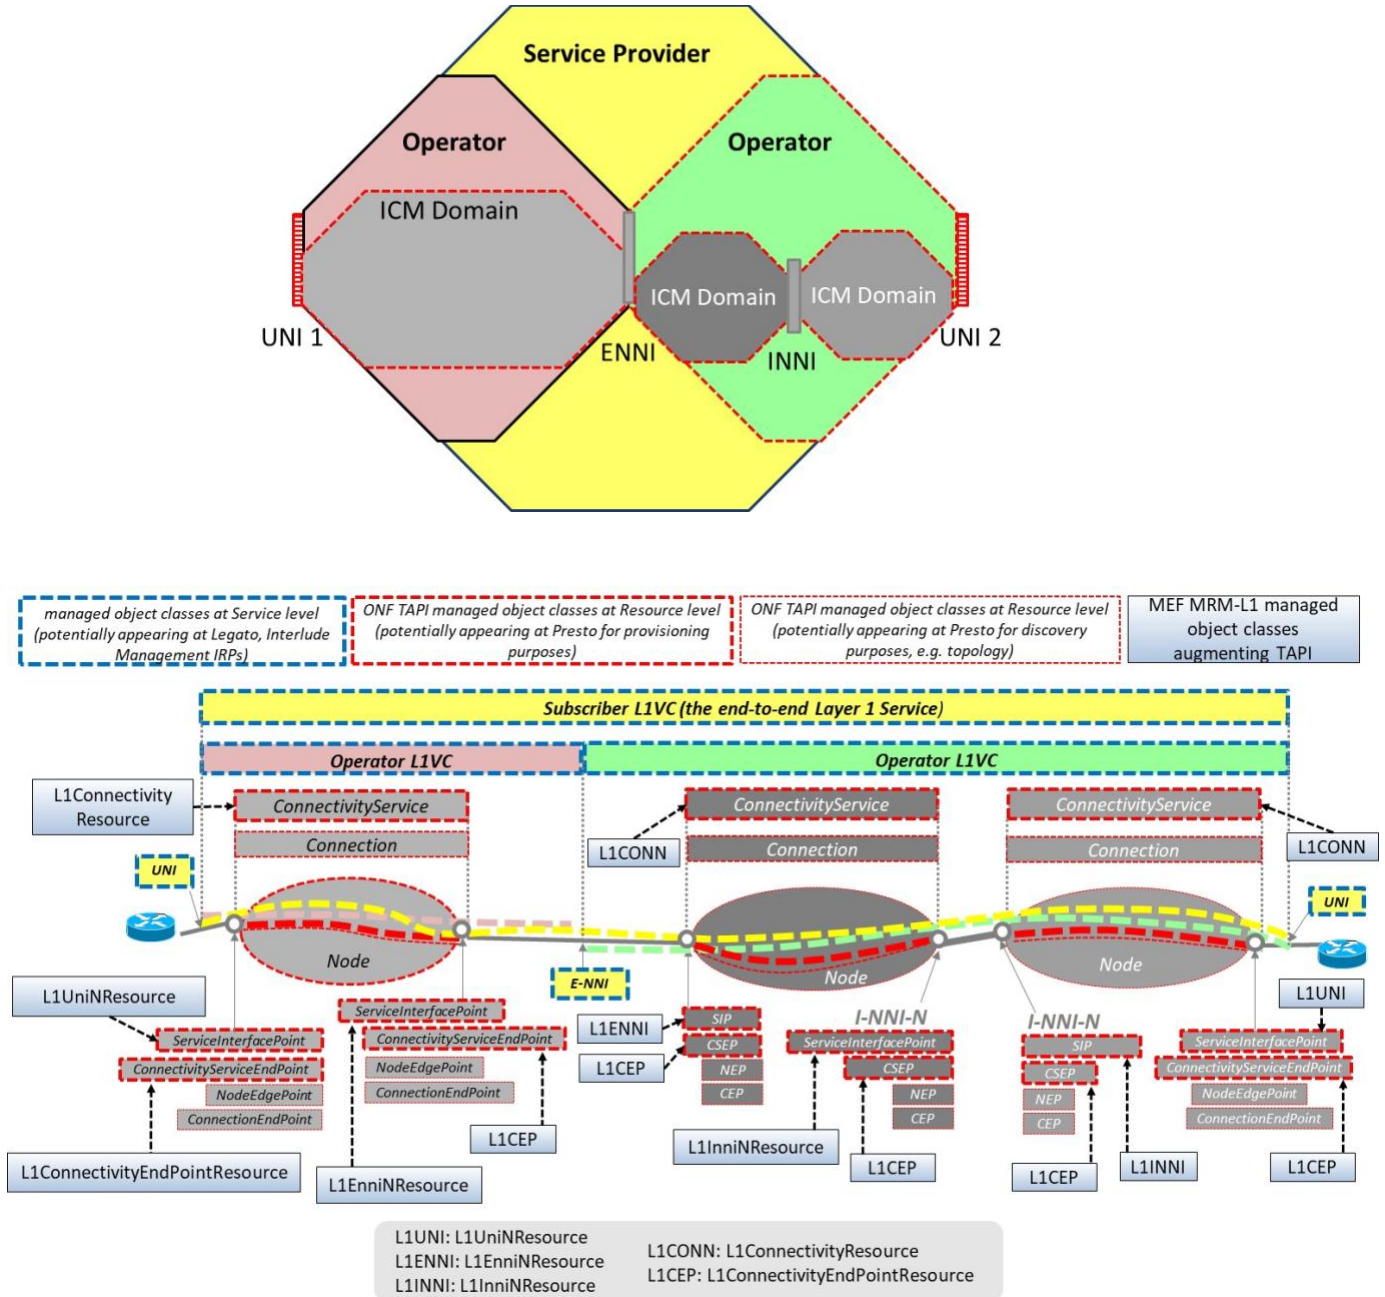 Service Provider
Operator
Operator
ICM Domain
ICM Domain
ICM Domain
UNI 1
ENNI
INNI
UNI 2
managed object classes at Service level
(potentially appearing at Legato, Interlude
Management IRPs)
ONF TAPI managed object classes at Resource level
(potentially appearing at Presto for provisioning
purposes)
ONF TAPI managed object classes at Resource level
(potentially appearing at Presto for discovery
purposes, e.g. topology)
MEF MRM-L1 managed
object classes
augmenting TAPI
Subscriber L1VC (the end-to-end Layer 1 Service)
Operator L1VC
Operator L1VC
L1Connectivity
Resource
ConnectivityService
ConnectivityService
ConnectivityService
Connection
Connection
Connection
L1CONN
L1CONN
UNI
UNI
Node
Node
Node
E-NNI
L1UniNResource
ServiceInterfacePoint
ConnectivityServiceEndPoint
NodeEdgePoint
ConnectionEndPoint
L1ConnectivityEndPointResource
ServiceInterfacePoint
ConnectivityServiceEndPoint
NodeEdgePoint
ConnectionEndPoint
L1EnniNResource
L1CEP
L1ENNI
L1CEP
SIP
CSEP
NEP
CEP
I-NNI-N
ServiceInterfacePoint
CSEP
NEP
CEP
L1InniNResource
L1CEP
I-NNI-N
SIP
CSEP
NEP
CEP
L1CEP
L1INNI
L1UNI
ServiceInterfacePoint
ConnectivityServiceEndPoint
NodeEdgePoint
ConnectionEndPoint
L1CEP
L1UNI: L1UniNResource
L1ENNI: L1EnniNResource
L1INNI: L1InniNResource
L1CONN: L1ConnectivityResource
L1CEP: L1ConnectivityEndPointResource